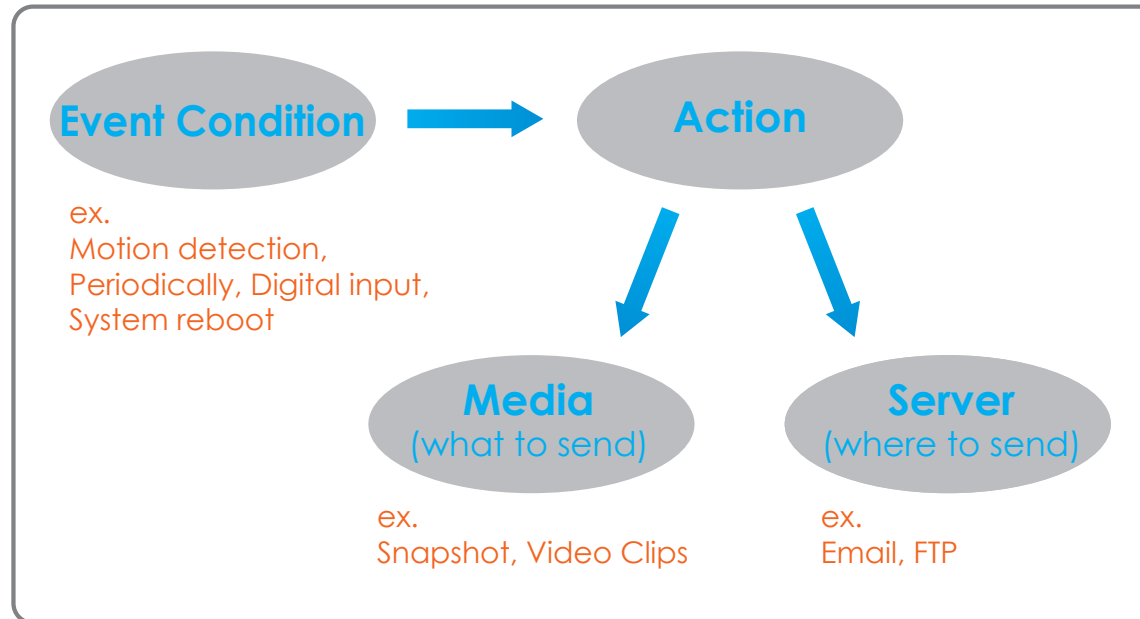 Event Condition
Action
ex.
Motion detection,
Periodically, Digital input,
System reboot
Media
(what to send)
Server
(where to send)
ex.
Snapshot, Video Clips
ex.
Email, FTP